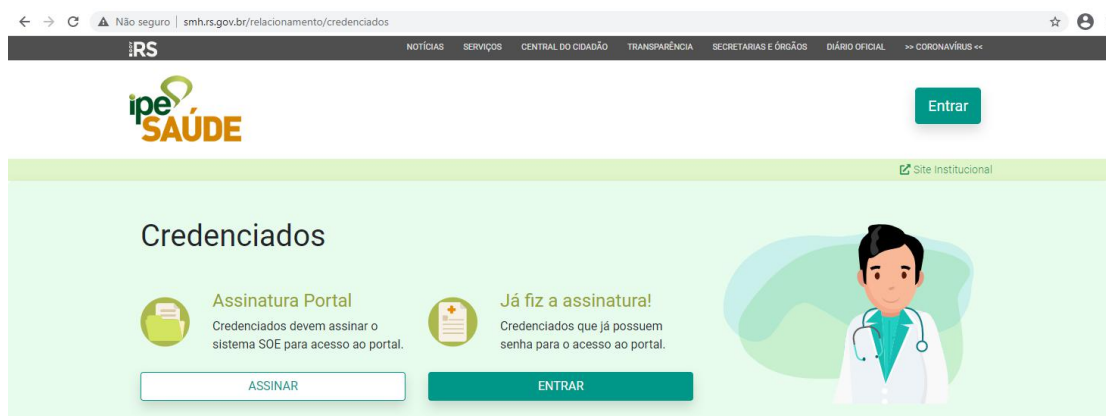 Não seguro | smh.rs.gov.br/relacionamento/credenciados
GOV RS NOTÍCIAS SERVIÇOS CENTRAL DO CIDADÃO TRANSPARÊNCIA SECRETARIAS E ÓRGÃOS DIÁRIO OFICIAL >> CORONAVÍRUS <<
ipe
SAÚDE
Entrar
Site Institucional
Credenciados
Assinatura Portal
Credenciados devem assinar o
sistema SOE para acesso ao portal.
ASSINAR
Já fiz a assinatura!
Credenciados que já possuem
senha para o acesso ao portal.
ENTRAR